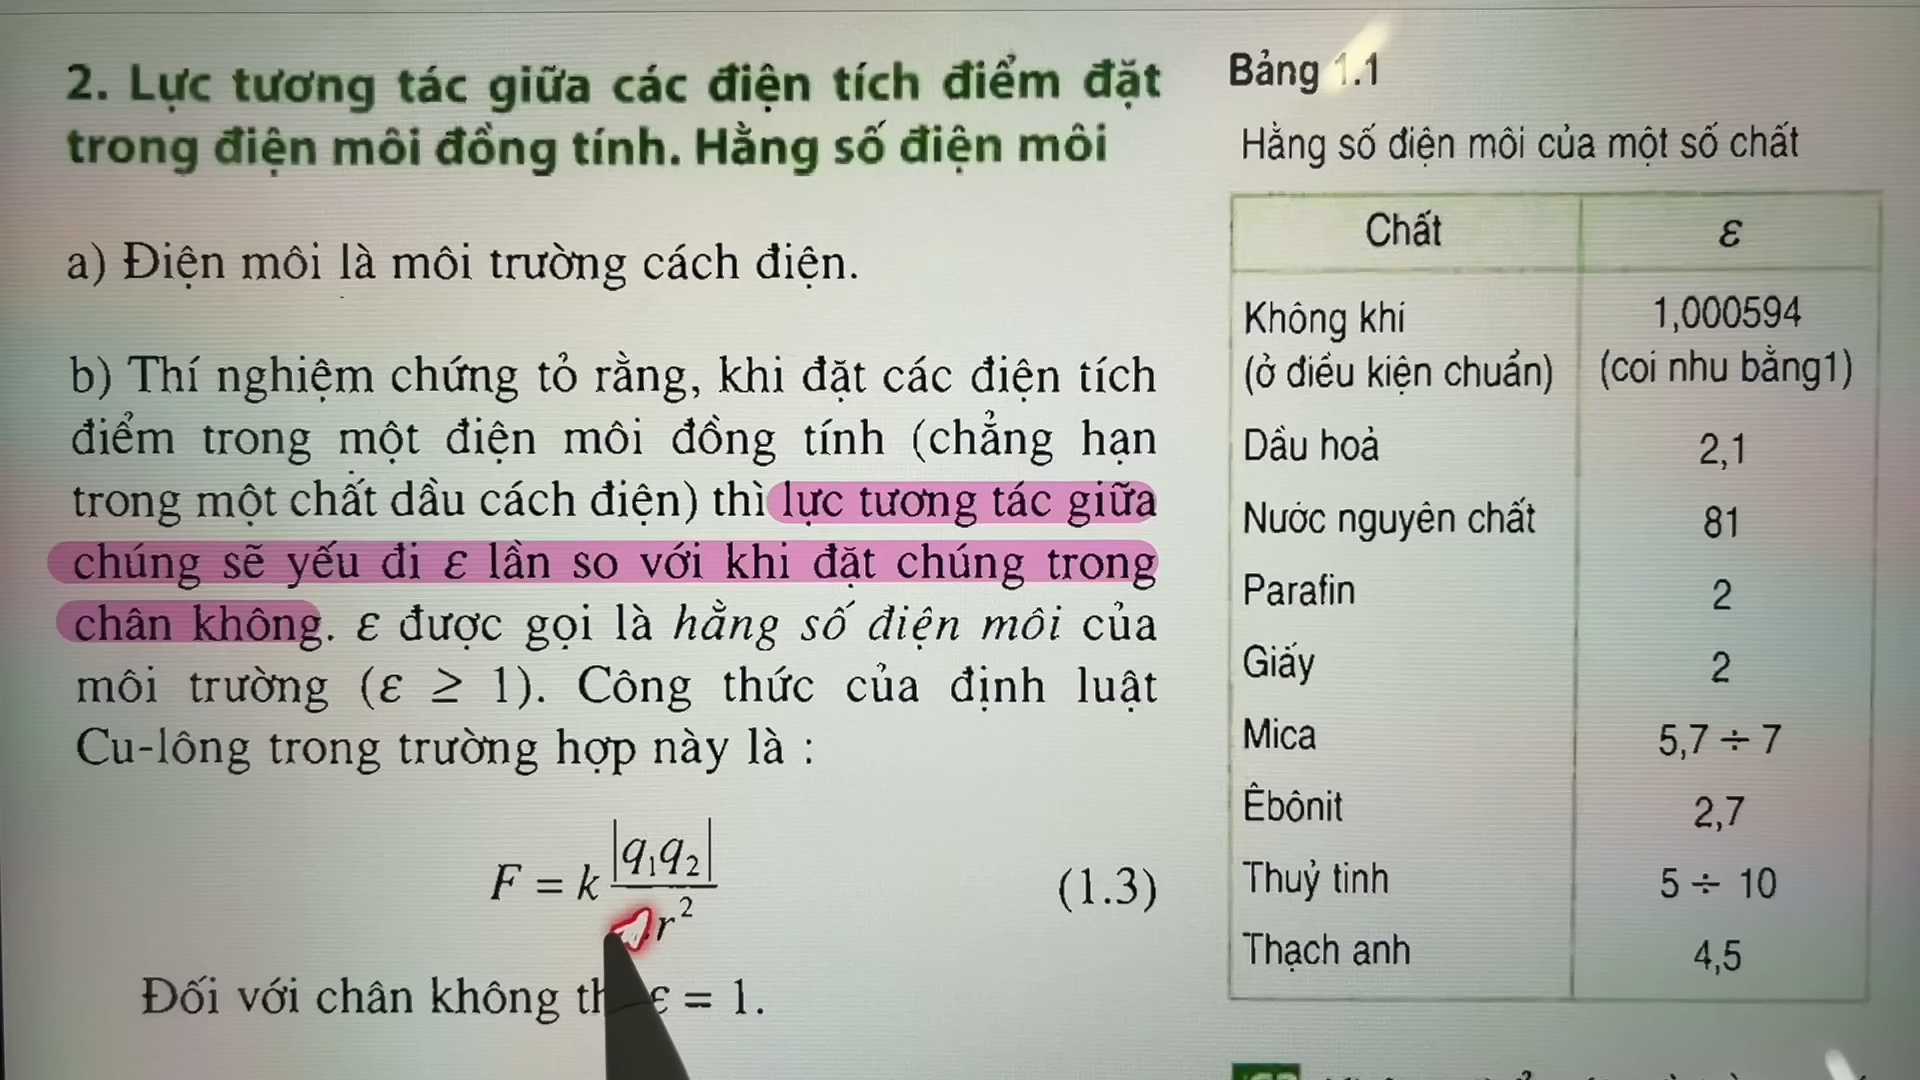 2. Lực tương tác giữa các điện tích điểm đặt
trong điện môi đồng tính. Hằng số điện môi
a) Điện môi là môi trường cách điện.
b) Thí nghiệm chứng tỏ rằng, khi đặt các điện tích
điểm trong một điện môi đồng tính (chẳng hạn
trong một chất dầu cách điện) thì lực tương tác giữa
chúng sẽ yếu đi ε lần so với khi đặt chúng trong
chân không. ε được gọi là hằng số điện môi của
môi trường (ε ≥ 1). Công thức của định luật
Cu-lông trong trường hợp này là :
F = k |q₁q₂| / r² (1.3)
Đối với chân không ε = 1.
Bảng 1.1
Hằng số điện môi của một số chất
Chất ε
Không khí 1,000594
(ở điều kiện chuẩn) (coi nhu bằng1)
Dầu hoả 2,1
Nước nguyên chất 81
Parafin 2
Giấy 2
Mica 5,7 ÷ 7
Êbônit 2,7
Thuỷ tinh 5 ÷ 10
Thạch anh 4,5